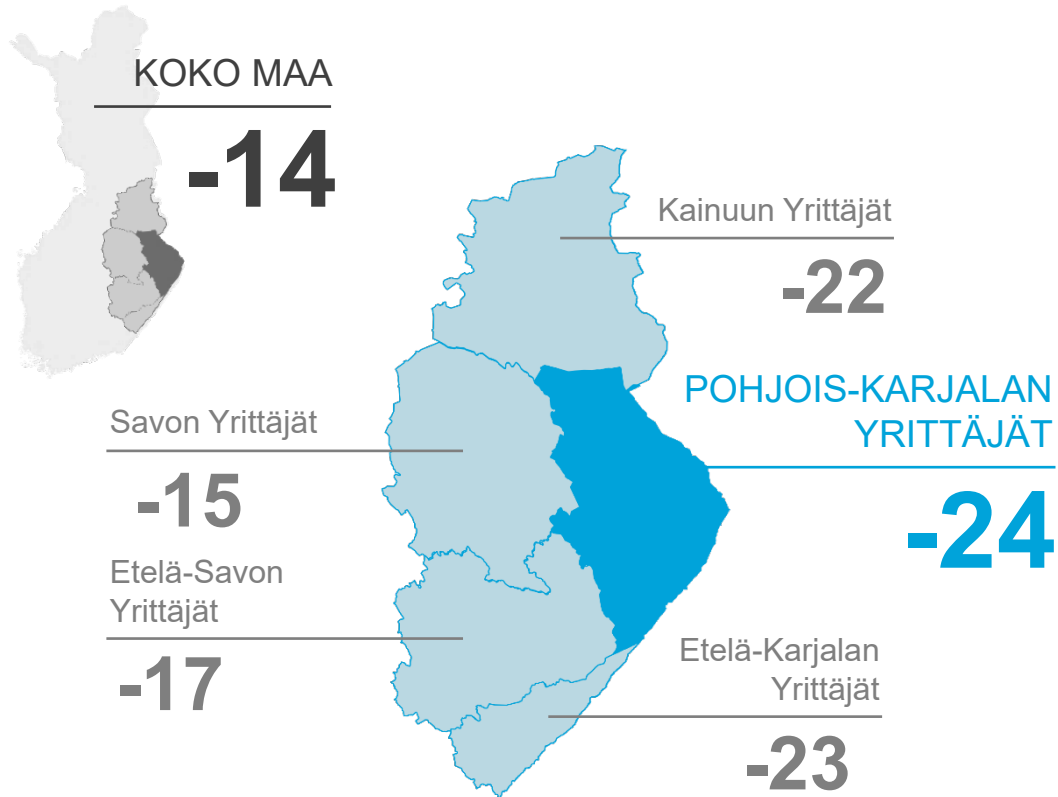 KOKO MAA
-14
Kainuun Yrittäjät
-22
POHJOIS-KARJALAN
YRITTÄJÄT
-24
Savon Yrittäjät
-15
Etelä-Savon
Yrittäjät
-17
Etelä-Karjalan
Yrittäjät
-23